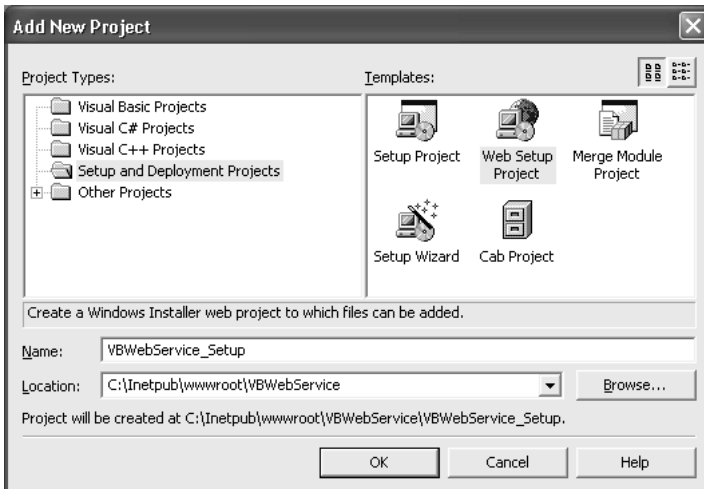 Add New Project
Project Types:
Templates:
Visual Basic Projects
Visual C# Projects
Visual C++ Projects
Setup and Deployment Projects
Other Projects
Setup Project
Web Setup
Project
Merge Module
Project
Setup Wizard
Cab Project
Create a Windows Installer web project to which files can be added.
Name:
VBWebService_Setup
Location:
C:\Inetpub\wwwroot\VBWebService
Browse...
Project will be created at C:\Inetpub\wwwroot\VBWebService\VBWebService_Setup.
OK
Cancel
Help